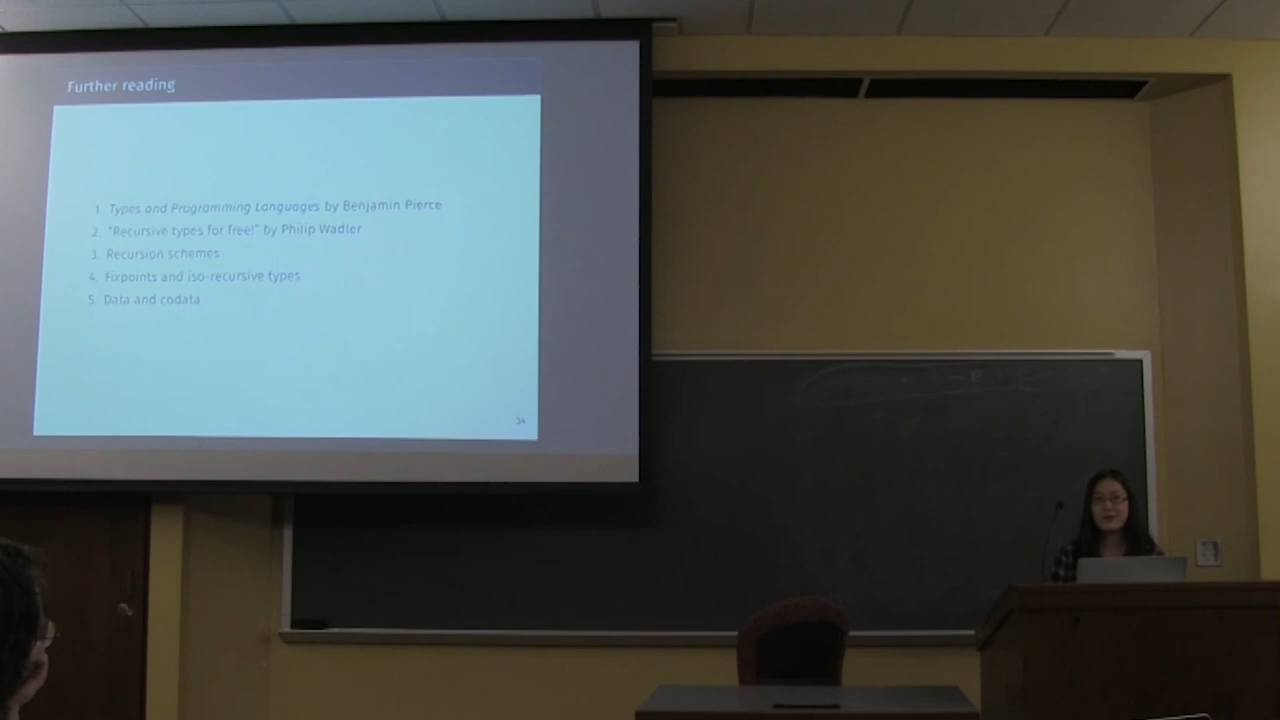 Further reading
1. Types and Programming Languages by Benjamin Pierce
2. "Recursive types for free!" by Philip Wadler
3. Recursion schemes
4. Fixpoints and iso-recursive types
5. Data and codata
34